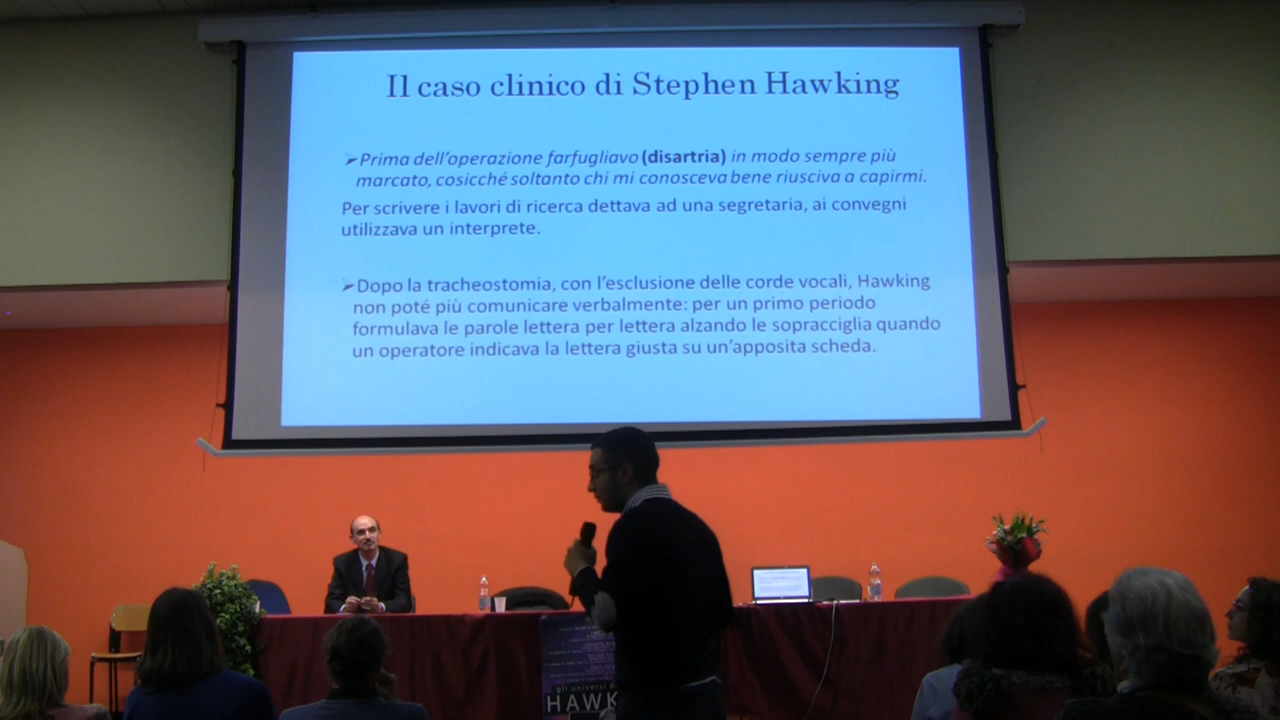 Il caso clinico di Stephen Hawking
➢Prima dell'operazione farfugliavo (disartria) in modo sempre più
marcato, cosicché soltanto chi mi conosceva bene riusciva a capirmi.
Per scrivere i lavori di ricerca dettava ad una segretaria, ai convegni
utilizzava un interprete.
➢Dopo la tracheostomia, con l'esclusione delle corde vocali, Hawking
non poté più comunicare verbalmente: per un primo periodo
formulava le parole lettera per lettera alzando le sopracciglia quando
un operatore indicava la lettera giusta su un'apposita scheda.
gli universi d
HAWK